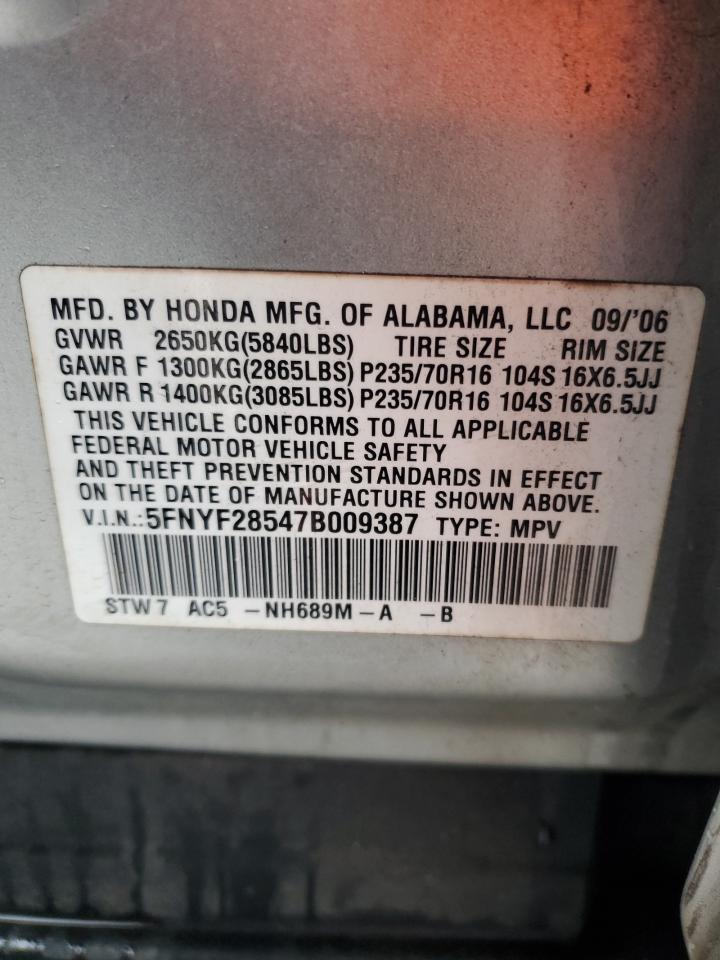 MFD. BY HONDA MFG. OF ALABAMA, LLC 09/'06
GVWR 2650KG(5840LBS) TIRE SIZE RIM SIZE
GAWR F 1300KG(2865LBS) P235/70R16 104S 16X6.5JJ
GAWR R 1400KG(3085LBS) P235/70R16 104S 16X6.5JJ
THIS VEHICLE CONFORMS TO ALL APPLICABLE
FEDERAL MOTOR VEHICLE SAFETY
AND THEFT PREVENTION STANDARDS IN EFFECT
ON THE DATE OF MANUFACTURE SHOWN ABOVE.
V.I.N.:5FNYF28547B009387 TYPE: MPV
STW7 AC5 -NH689M-A -B